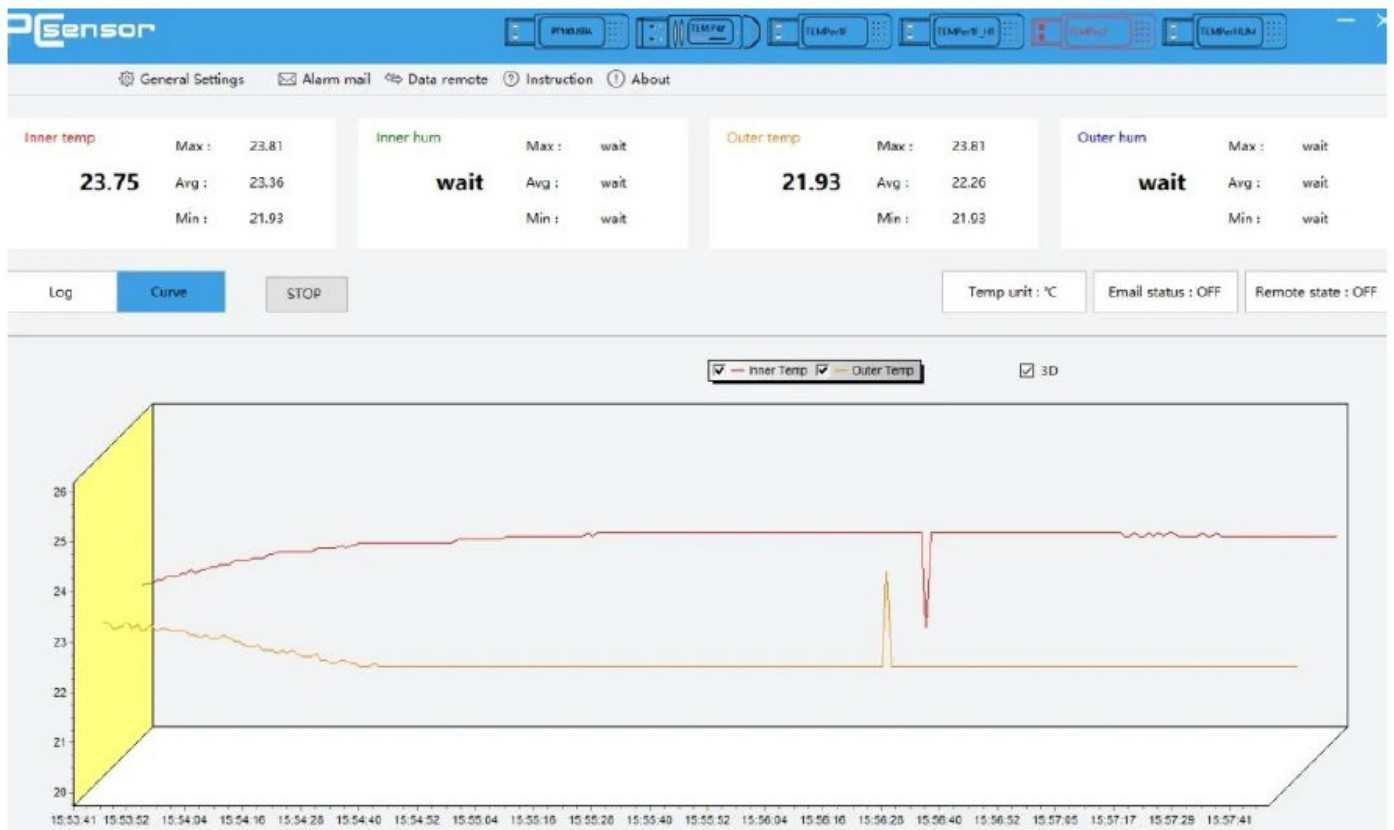 PCsensor
TEMPer TEMPer1F TEMPer1F_H1 TEMPer2 TEMPerHUM
General Settings Alarm mail Data remote Instruction About
Inner temp Max : 23.81 Inner hum Max : wait Outer temp Max : 23.81 Outer hum Max : wait
23.75 Avg : 23.36 wait Avg : wait 21.93 Avg : 22.26 wait Avg : wait
Min : 21.93 Min : wait Min : 21.93 Min : wait
Log Curve STOP Temp unit : ℃ Email status : OFF Remote state : OFF
Inner Temp Outer Temp 3D
26
25
24
23
22
21
20
15:53:41 15:53:52 15:54:04 15:54:16 15:54:28 15:54:40 15:54:52 15:55:04 15:55:16 15:55:28 15:55:40 15:55:52 15:56:04 15:56:16 15:56:28 15:56:40 15:56:52 15:57:05 15:57:17 15:57:29 15:57:41